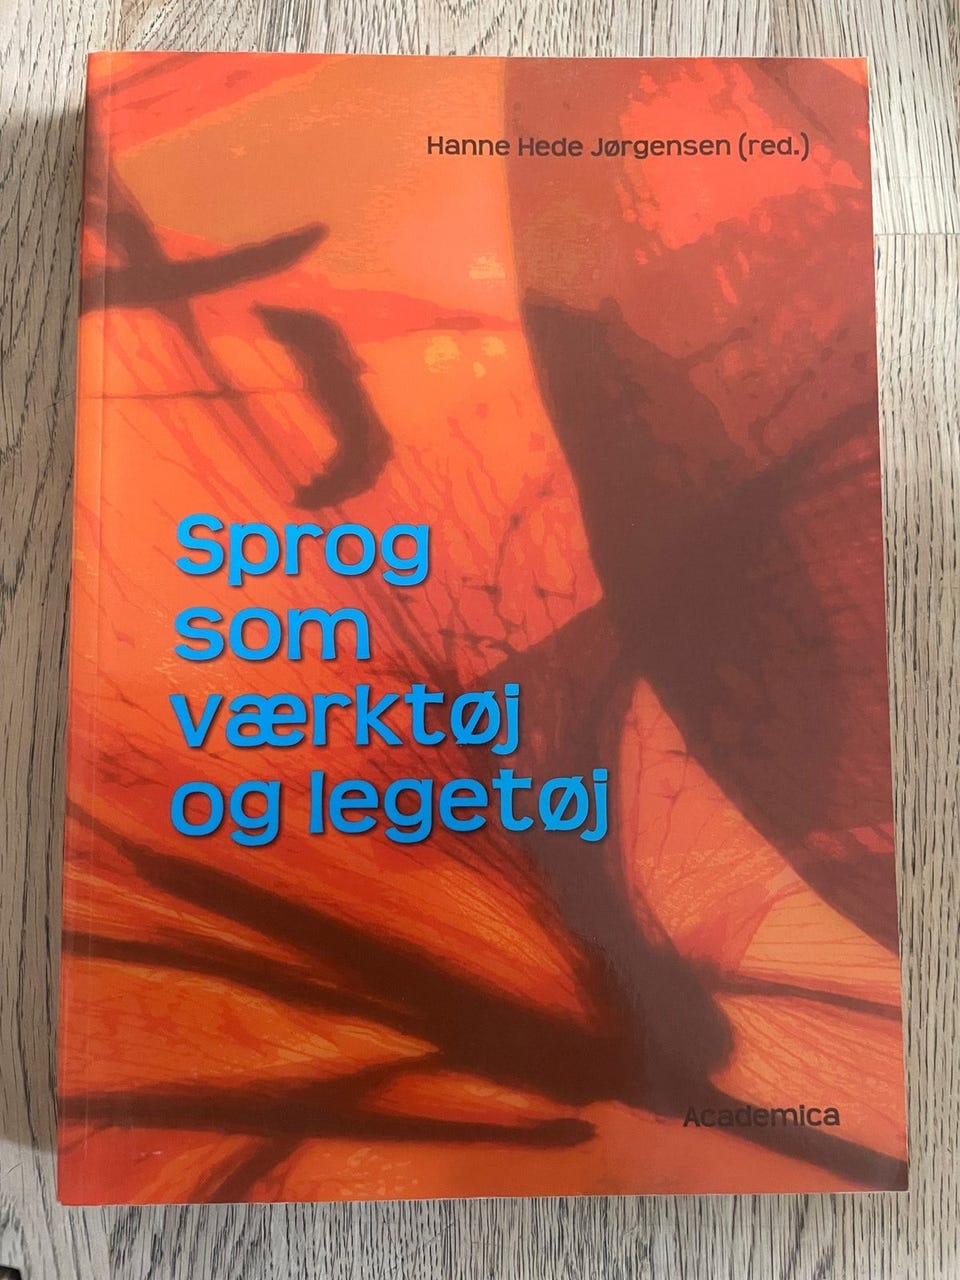 Hanne Hede Jørgensen (red.)
Sprog
som
værktøj
og legetøj
Academica